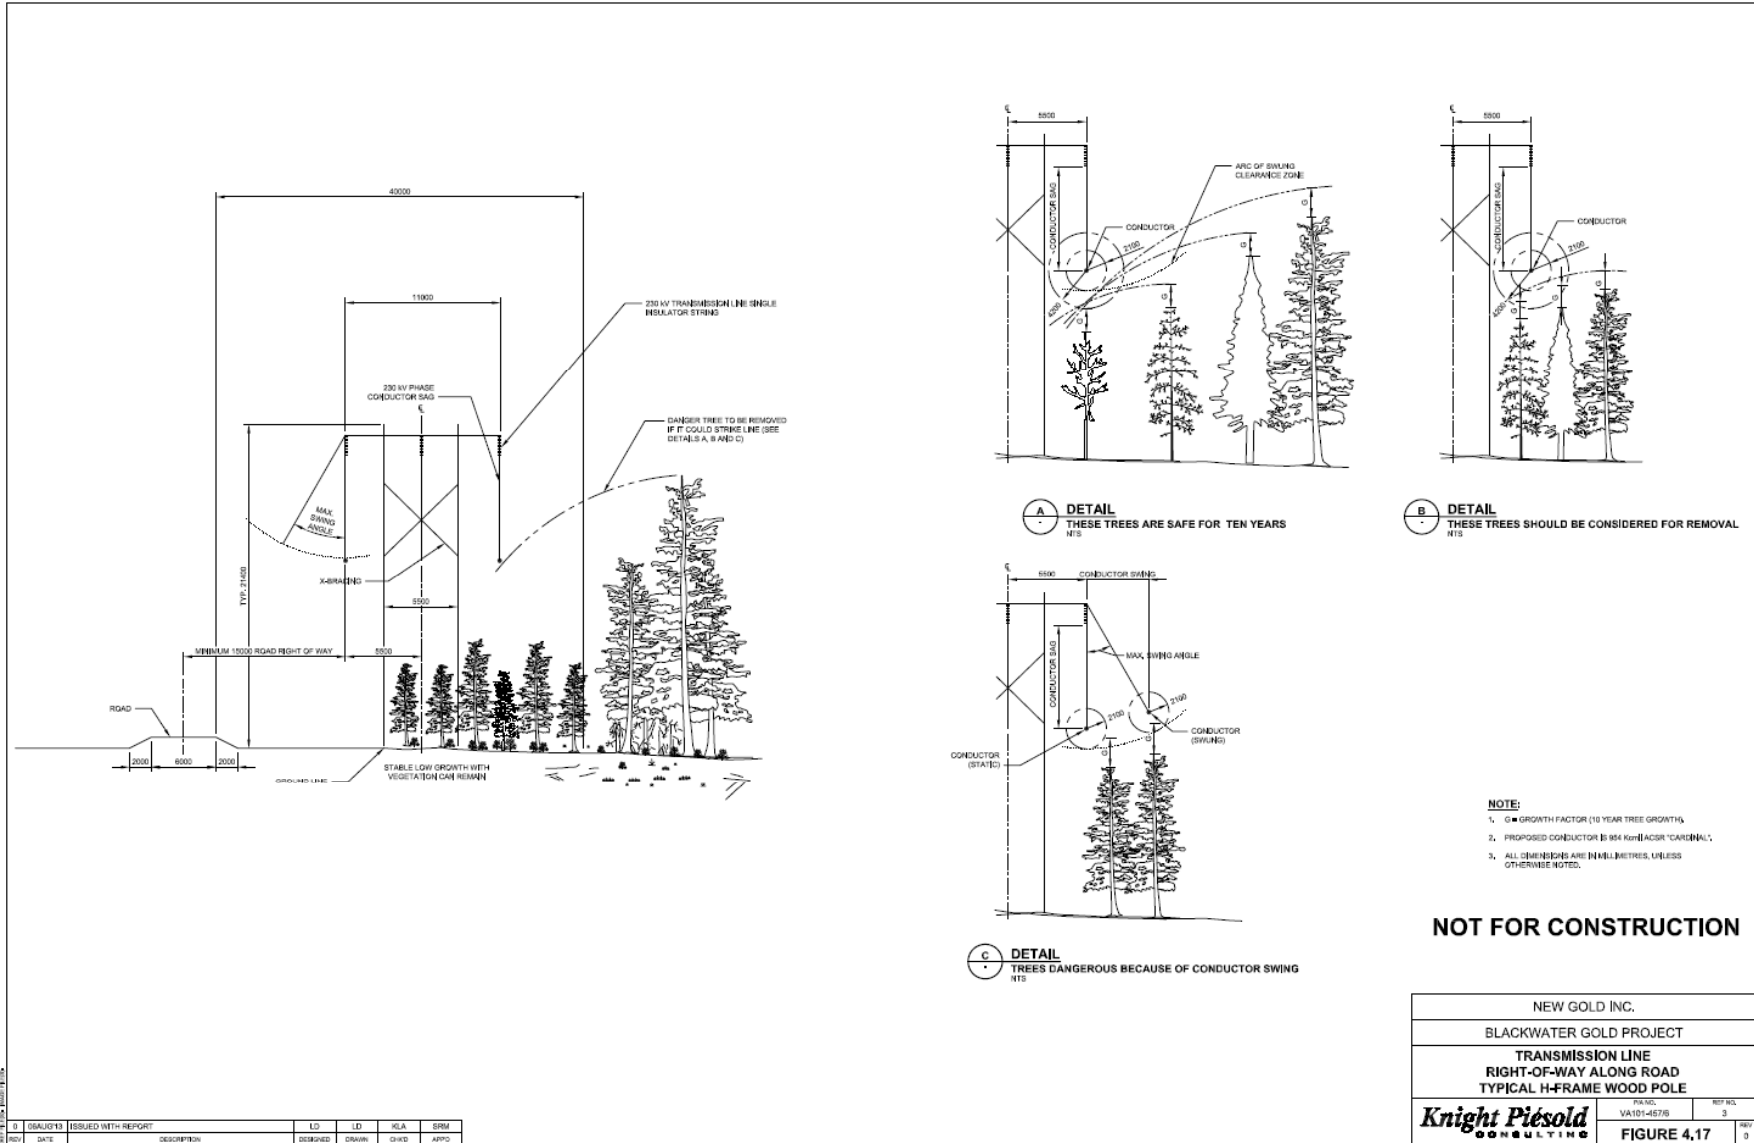 40000
11000
230 kV TRANSMISSION LINE SINGLE
INSULATOR STRING
230 kV PHASE
CONDUCTOR SAG
DANGER TREE TO BE REMOVED
IF IT COULD STRIKE LINE (SEE
DETAILS A, B AND C)
MAX.
SWING
ANGLE
TYP. 21400
X-BRACING
5500
MINIMUM 15000 ROAD RIGHT OF WAY
5500
ROAD
2000
6000
2000
GROUND LINE
STABLE LOW GROWTH WITH
VEGETATION CAN REMAIN
5500
ARC OF SWUNG
CLEARANCE ZONE
CONDUCTOR SAG
CONDUCTOR
2100
4200
G
G
G
G
A
DETAIL
THESE TREES ARE SAFE FOR TEN YEARS
NTS
5500
CONDUCTOR SAG
CONDUCTOR
2100
4200
G
G
G
B
DETAIL
THESE TREES SHOULD BE CONSIDERED FOR REMOVAL
NTS
5500
CONDUCTOR SWING
CONDUCTOR SAG
MAX. SWING ANGLE
2100
2100
CONDUCTOR
(SWUNG)
CONDUCTOR
(STATIC)
G
G
C
DETAIL
TREES DANGEROUS BECAUSE OF CONDUCTOR SWING
NTS
NOTE:
1. G = GROWTH FACTOR (10 YEAR TREE GROWTH).
2. PROPOSED CONDUCTOR IS 954 Kcmil ACSR "CARDINAL".
3. ALL DIMENSIONS ARE IN MILLIMETRES, UNLESS
OTHERWISE NOTED.
NOT FOR CONSTRUCTION
NEW GOLD INC.
BLACKWATER GOLD PROJECT
TRANSMISSION LINE
RIGHT-OF-WAY ALONG ROAD
TYPICAL H-FRAME WOOD POLE
Knight Piésold
CONSULTING
P/A NO.
VA101-457/6
REF NO.
3
FIGURE 4.17
REV
0
0 06AUG'13 ISSUED WITH REPORT LD LD KLA SRM
REV DATE DESCRIPTION DESIGNED DRAWN CHK'D APP'D